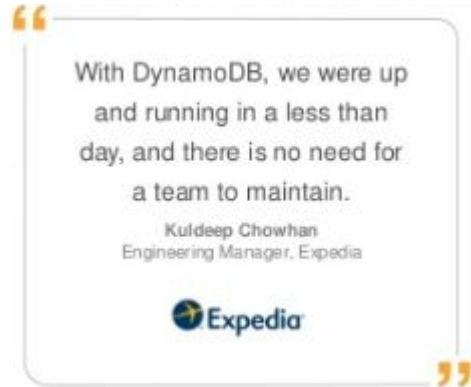 “
With DynamoDB, we were up
and running in a less than
day, and there is no need for
a team to maintain.
Kuldeep Chowhan
Engineering Manager, Expedia
Expedia
”